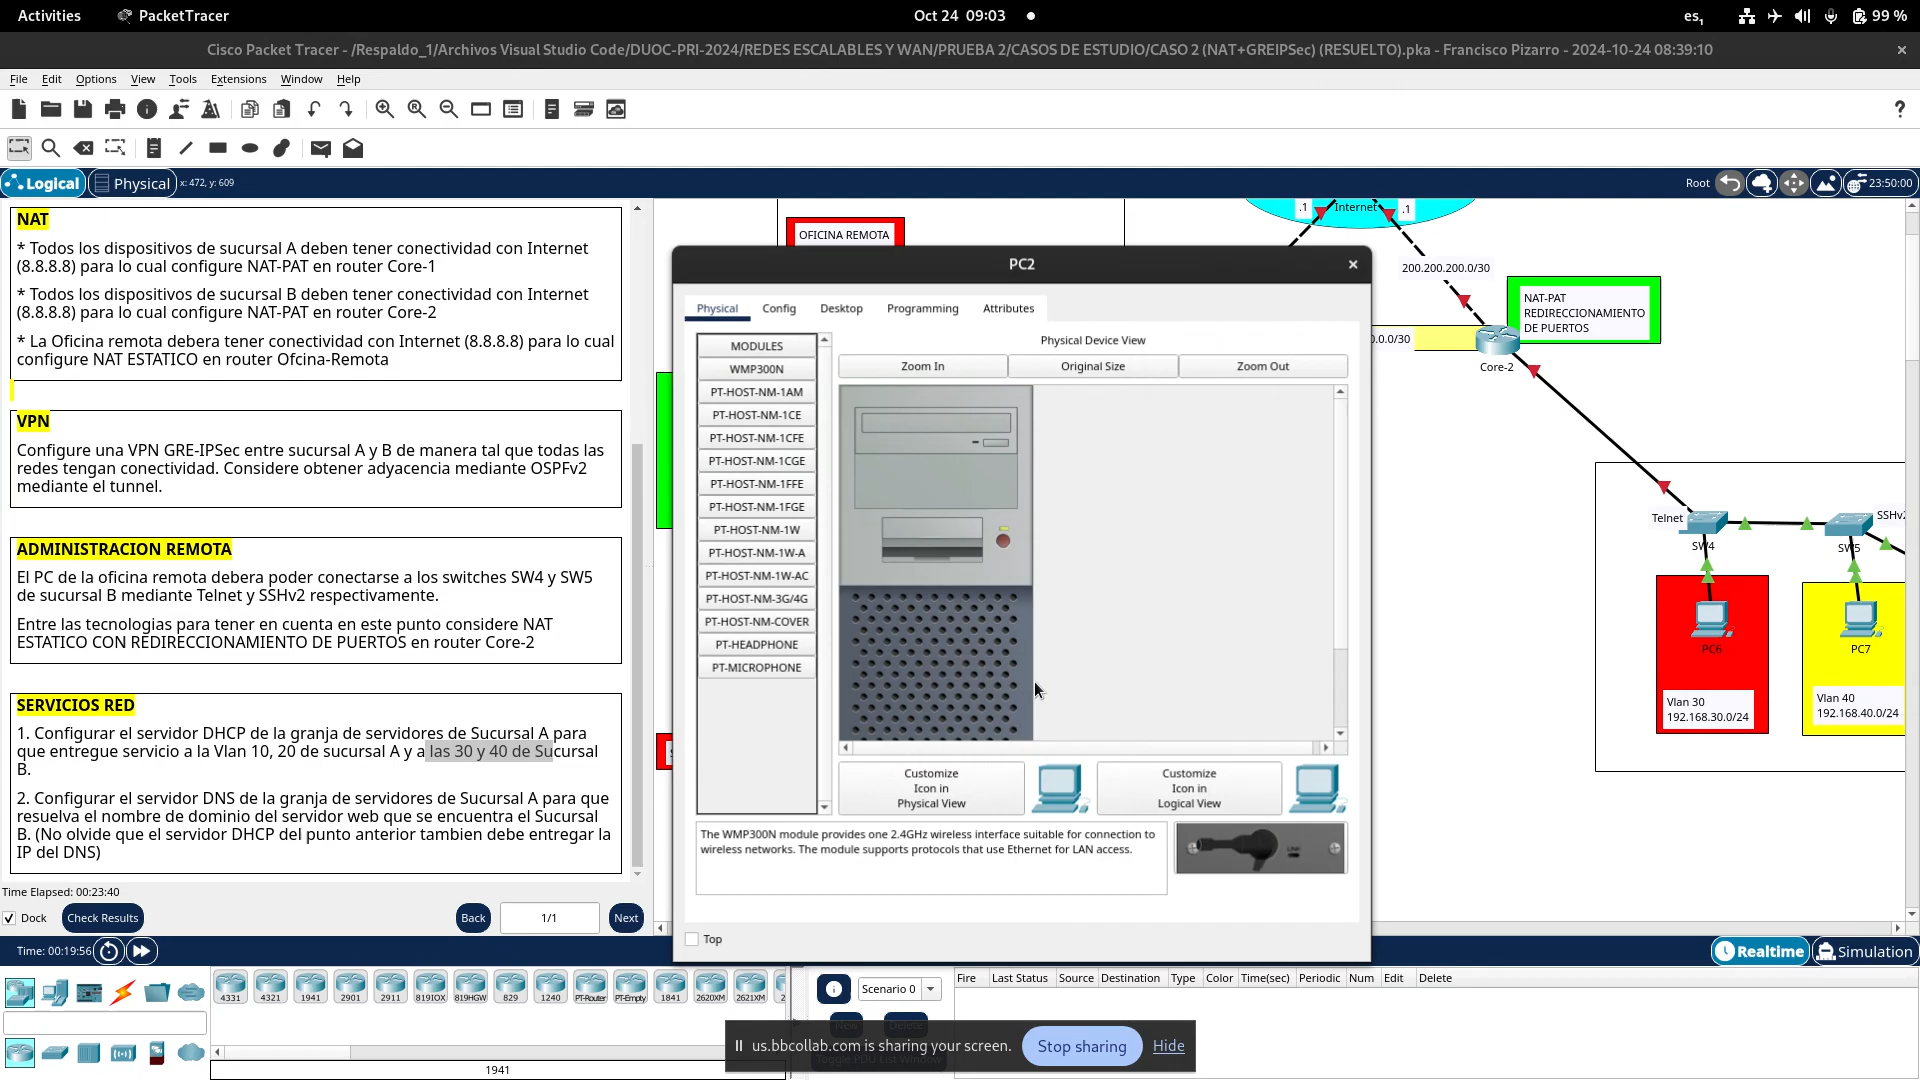 Activities
PacketTracer
Oct 24 09:03
es₁
99 %
Cisco Packet Tracer - /Respaldo_1/Archivos Visual Studio Code/DUOC-PRI-2024/REDES ESCALABLES Y WAN/PRUEBA 2/CASOS DE ESTUDIO/CASO 2 (NAT+GREIPSec) (RESUELTO).pka - Francisco Pizarro - 2024-10-24 08:39:10
File Edit Options View Tools Extensions Window Help
Logical
Physical
x: 472, y: 609
Root
23:50:00
NAT
* Todos los dispositivos de sucursal A deben tener conectividad con Internet
(8.8.8.8) para lo cual configure NAT-PAT en router Core-1
* Todos los dispositivos de sucursal B deben tener conectividad con Internet
(8.8.8.8) para lo cual configure NAT-PAT en router Core-2
* La Oficina remota debera tener conectividad con Internet (8.8.8.8) para lo cual
configure NAT ESTATICO en router Ofcina-Remota
VPN
Configure una VPN GRE-IPSec entre sucursal A y B de manera tal que todas las
redes tengan conectividad. Considere obtener adyacencia mediante OSPFv2
mediante el tunnel.
ADMINISTRACION REMOTA
El PC de la oficina remota debera poder conectarse a los switches SW4 y SW5
de sucursal B mediante Telnet y SSHv2 respectivamente.
Entre las tecnologias para tener en cuenta en este punto considere NAT
ESTATICO CON REDIRECCIONAMIENTO DE PUERTOS en router Core-2
SERVICIOS RED
1. Configurar el servidor DHCP de la granja de servidores de Sucursal A para
que entregue servicio a la Vlan 10, 20 de sucursal A y a las 30 y 40 de Sucursal
B.
2. Configurar el servidor DNS de la granja de servidores de Sucursal A para que
resuelva el nombre de dominio del servidor web que se encuentra el Sucursal
B. (No olvide que el servidor DHCP del punto anterior tambien debe entregar la
IP del DNS)
Time Elapsed: 00:23:40
Dock
Check Results
Back
1/1
Next
OFICINA REMOTA
.1
Internet
.1
200.200.200.0/30
NAT-PAT
REDIRECCIONAMIENTO
DE PUERTOS
0.0/30
Core-2
Telnet
SW4
SSHv2
SW5
PC6
PC7
Vlan 30
192.168.30.0/24
Vlan 40
192.168.40.0/24
PC2
Physical Config Desktop Programming Attributes
MODULES
WMP300N
PT-HOST-NM-1AM
PT-HOST-NM-1CE
PT-HOST-NM-1CFE
PT-HOST-NM-1CGE
PT-HOST-NM-1FFE
PT-HOST-NM-1FGE
PT-HOST-NM-1W
PT-HOST-NM-1W-A
PT-HOST-NM-1W-AC
PT-HOST-NM-3G/4G
PT-HOST-NM-COVER
PT-HEADPHONE
PT-MICROPHONE
Physical Device View
Zoom In
Original Size
Zoom Out
Customize
Icon in
Physical View
Customize
Icon in
Logical View
The WMP300N module provides one 2.4GHz wireless interface suitable for connection to
wireless networks. The module supports protocols that use Ethernet for LAN access.
Top
Time: 00:19:56
Realtime
Simulation
4331 4321 1941 2901 2911 819IOX 819HGW 829 1240 PT-Router PT-Empty 1841 2620XM 2621XM 2
1941
Scenario 0
New
Delete
Toggle PDU List Window
Fire Last Status Source Destination Type Color Time(sec) Periodic Num Edit Delete
us.bbcollab.com is sharing your screen.
Stop sharing
Hide